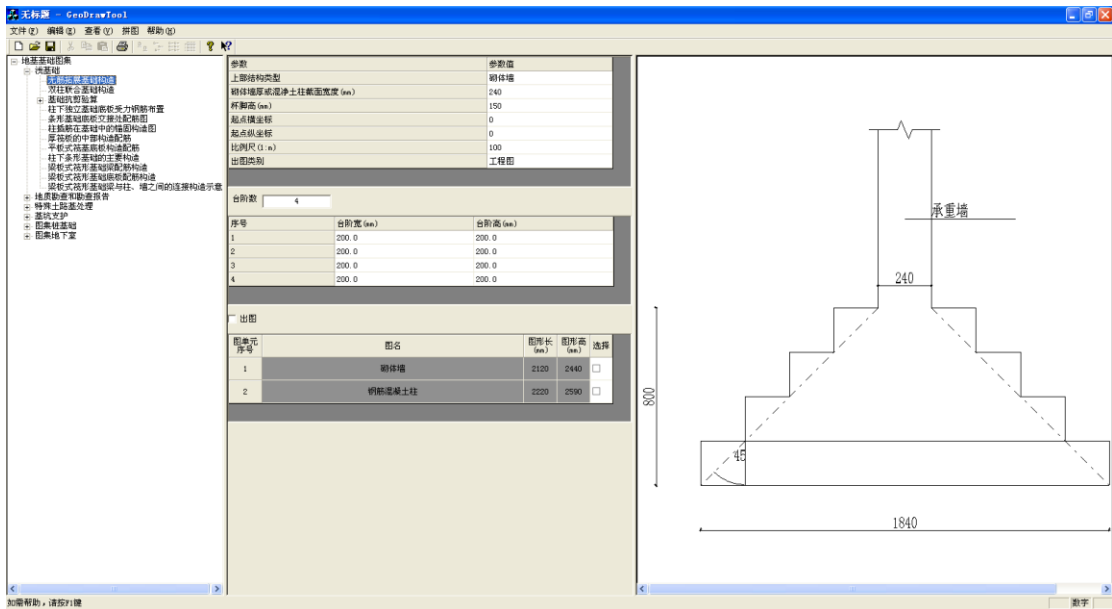 无标题 - GeoDrawTool
文件(F) 编辑(E) 查看(V) 拼图 帮助(H)
地基基础图集
浅基础
无筋拓展基础构造
双柱联合基础构造
基础抗剪验算
柱下独立基础底板受力钢筋布置
条形基础底板交接处配筋图
柱插筋在基础中的锚固构造图
厚筏板的中部构造配筋
平板式筏基底板构造配筋
柱下条形基础的主要构造
梁板式筏形基础梁配筋构造
梁板式筏形基础底板配筋构造
梁板式筏形基础梁与柱、墙之间的连接构造示意
地质勘查和勘查报告
特殊土路基处理
基坑支护
图集桩基础
图集地下室
参数 参数值
上部结构类型 砌体墙
砌体墙厚或混净土柱截面宽度(mm) 240
杯脚高(mm) 150
起点横坐标 0
起点纵坐标 0
比例尺(1:n) 100
出图类别 工程图
台阶数 4
序号 台阶宽(mm) 台阶高(mm)
1 200.0 200.0
2 200.0 200.0
3 200.0 200.0
4 200.0 200.0
出图
图单元序号 图名 图形长(mm) 图形高(mm) 选择
1 砌体墙 2120 2440
2 钢筋混凝土柱 2220 2590
承重墙
240
800
45
1840
如需帮助，请按F1键
数字